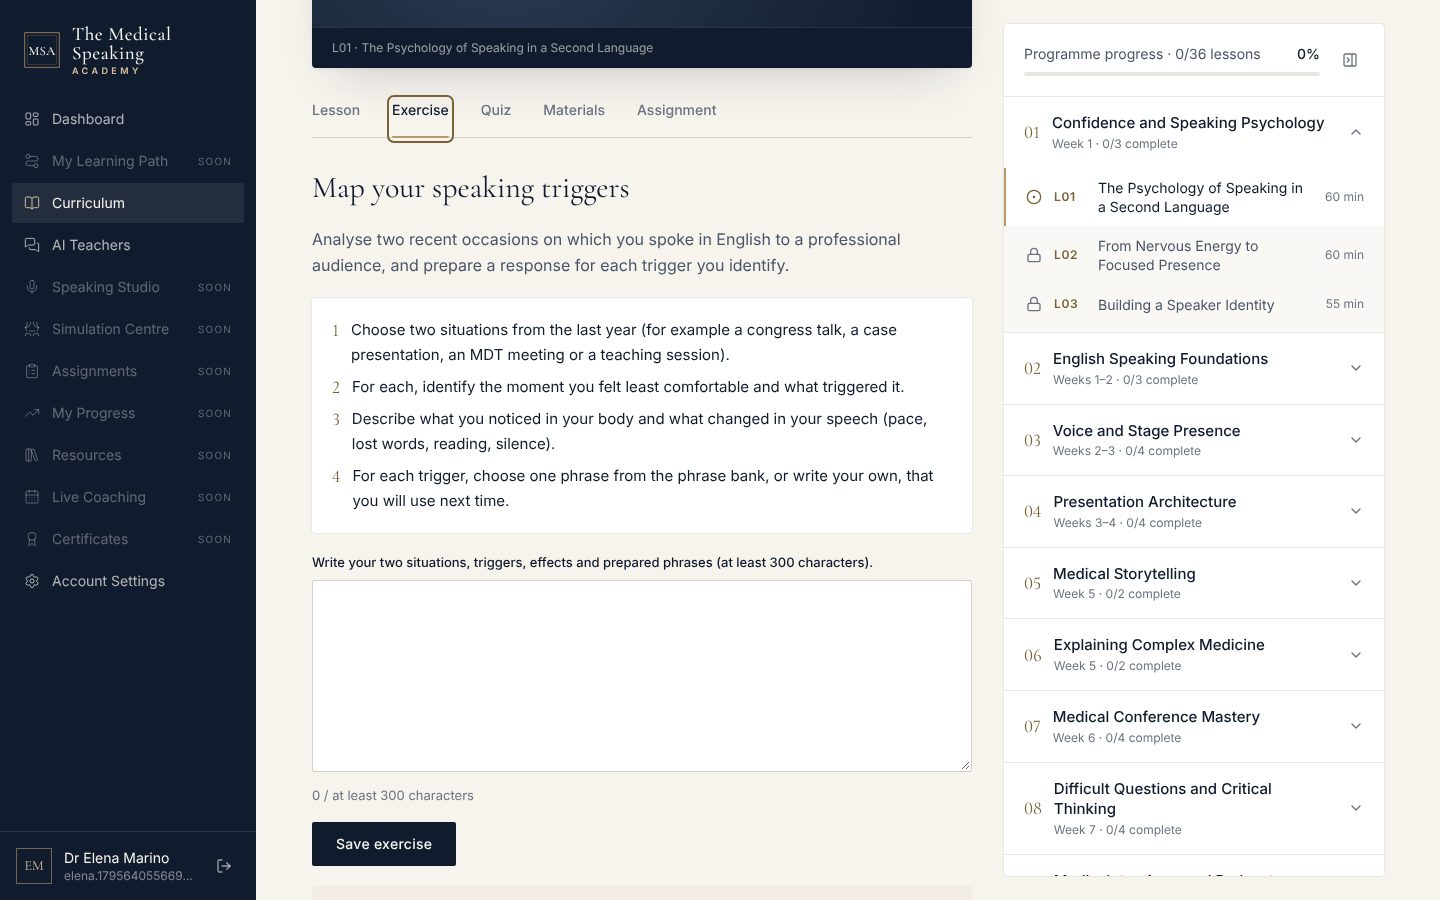 MSA
The Medical
Speaking
ACADEMY
Dashboard
My Learning Path SOON
Curriculum
AI Teachers
Speaking Studio SOON
Simulation Centre SOON
Assignments SOON
My Progress SOON
Resources SOON
Live Coaching SOON
Certificates SOON
Account Settings
EM
Dr Elena Marino
elena.179564055669...
L01 · The Psychology of Speaking in a Second Language
Lesson Exercise Quiz Materials Assignment
Map your speaking triggers
Analyse two recent occasions on which you spoke in English to a professional
audience, and prepare a response for each trigger you identify.
1 Choose two situations from the last year (for example a congress talk, a case
presentation, an MDT meeting or a teaching session).
2 For each, identify the moment you felt least comfortable and what triggered it.
3 Describe what you noticed in your body and what changed in your speech (pace,
lost words, reading, silence).
4 For each trigger, choose one phrase from the phrase bank, or write your own, that
you will use next time.
Write your two situations, triggers, effects and prepared phrases (at least 300 characters).
0 / at least 300 characters
Save exercise
Programme progress · 0/36 lessons 0%
01 Confidence and Speaking Psychology
Week 1 · 0/3 complete
L01 The Psychology of Speaking in
a Second Language 60 min
L02 From Nervous Energy to
Focused Presence 60 min
L03 Building a Speaker Identity 55 min
02 English Speaking Foundations
Weeks 1–2 · 0/3 complete
03 Voice and Stage Presence
Weeks 2–3 · 0/4 complete
04 Presentation Architecture
Weeks 3–4 · 0/4 complete
05 Medical Storytelling
Week 5 · 0/2 complete
06 Explaining Complex Medicine
Week 5 · 0/2 complete
07 Medical Conference Mastery
Week 6 · 0/4 complete
08 Difficult Questions and Critical
Thinking
Week 7 · 0/4 complete